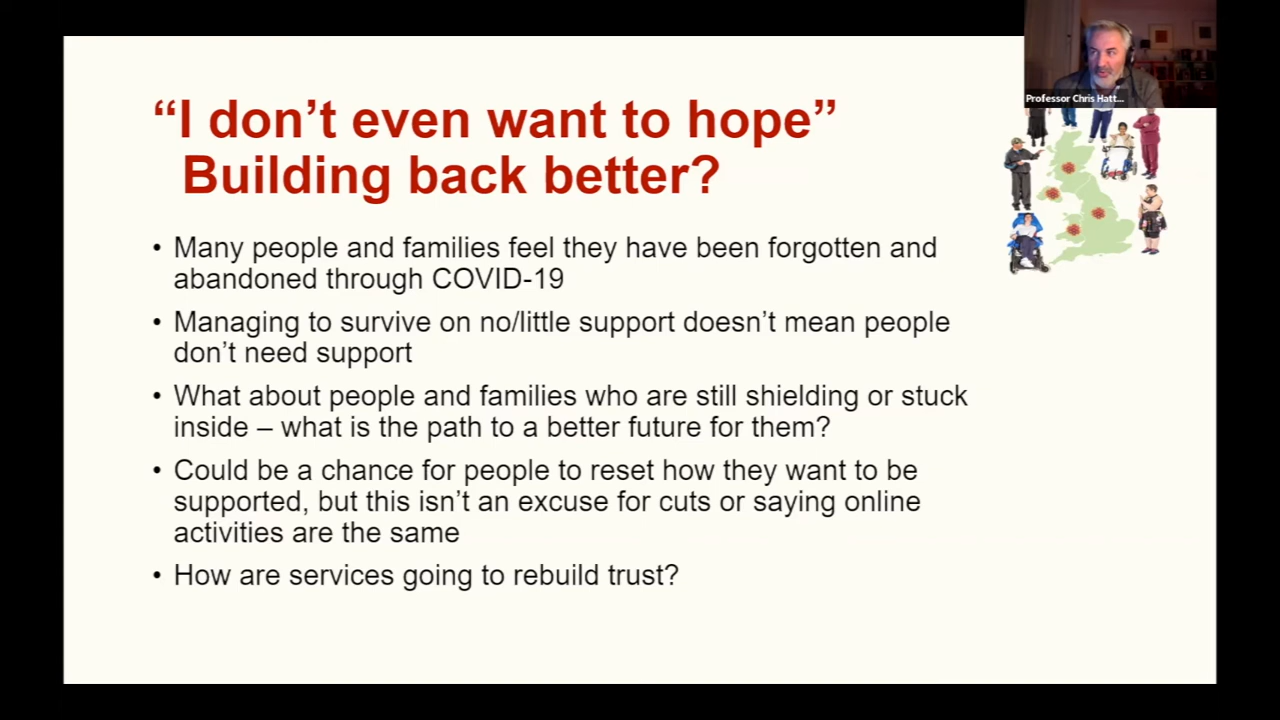 Professor Chris Hatt...
“I don’t even want to hope”
Building back better?
• Many people and families feel they have been forgotten and
abandoned through COVID-19
• Managing to survive on no/little support doesn’t mean people
don’t need support
• What about people and families who are still shielding or stuck
inside – what is the path to a better future for them?
• Could be a chance for people to reset how they want to be
supported, but this isn’t an excuse for cuts or saying online
activities are the same
• How are services going to rebuild trust?